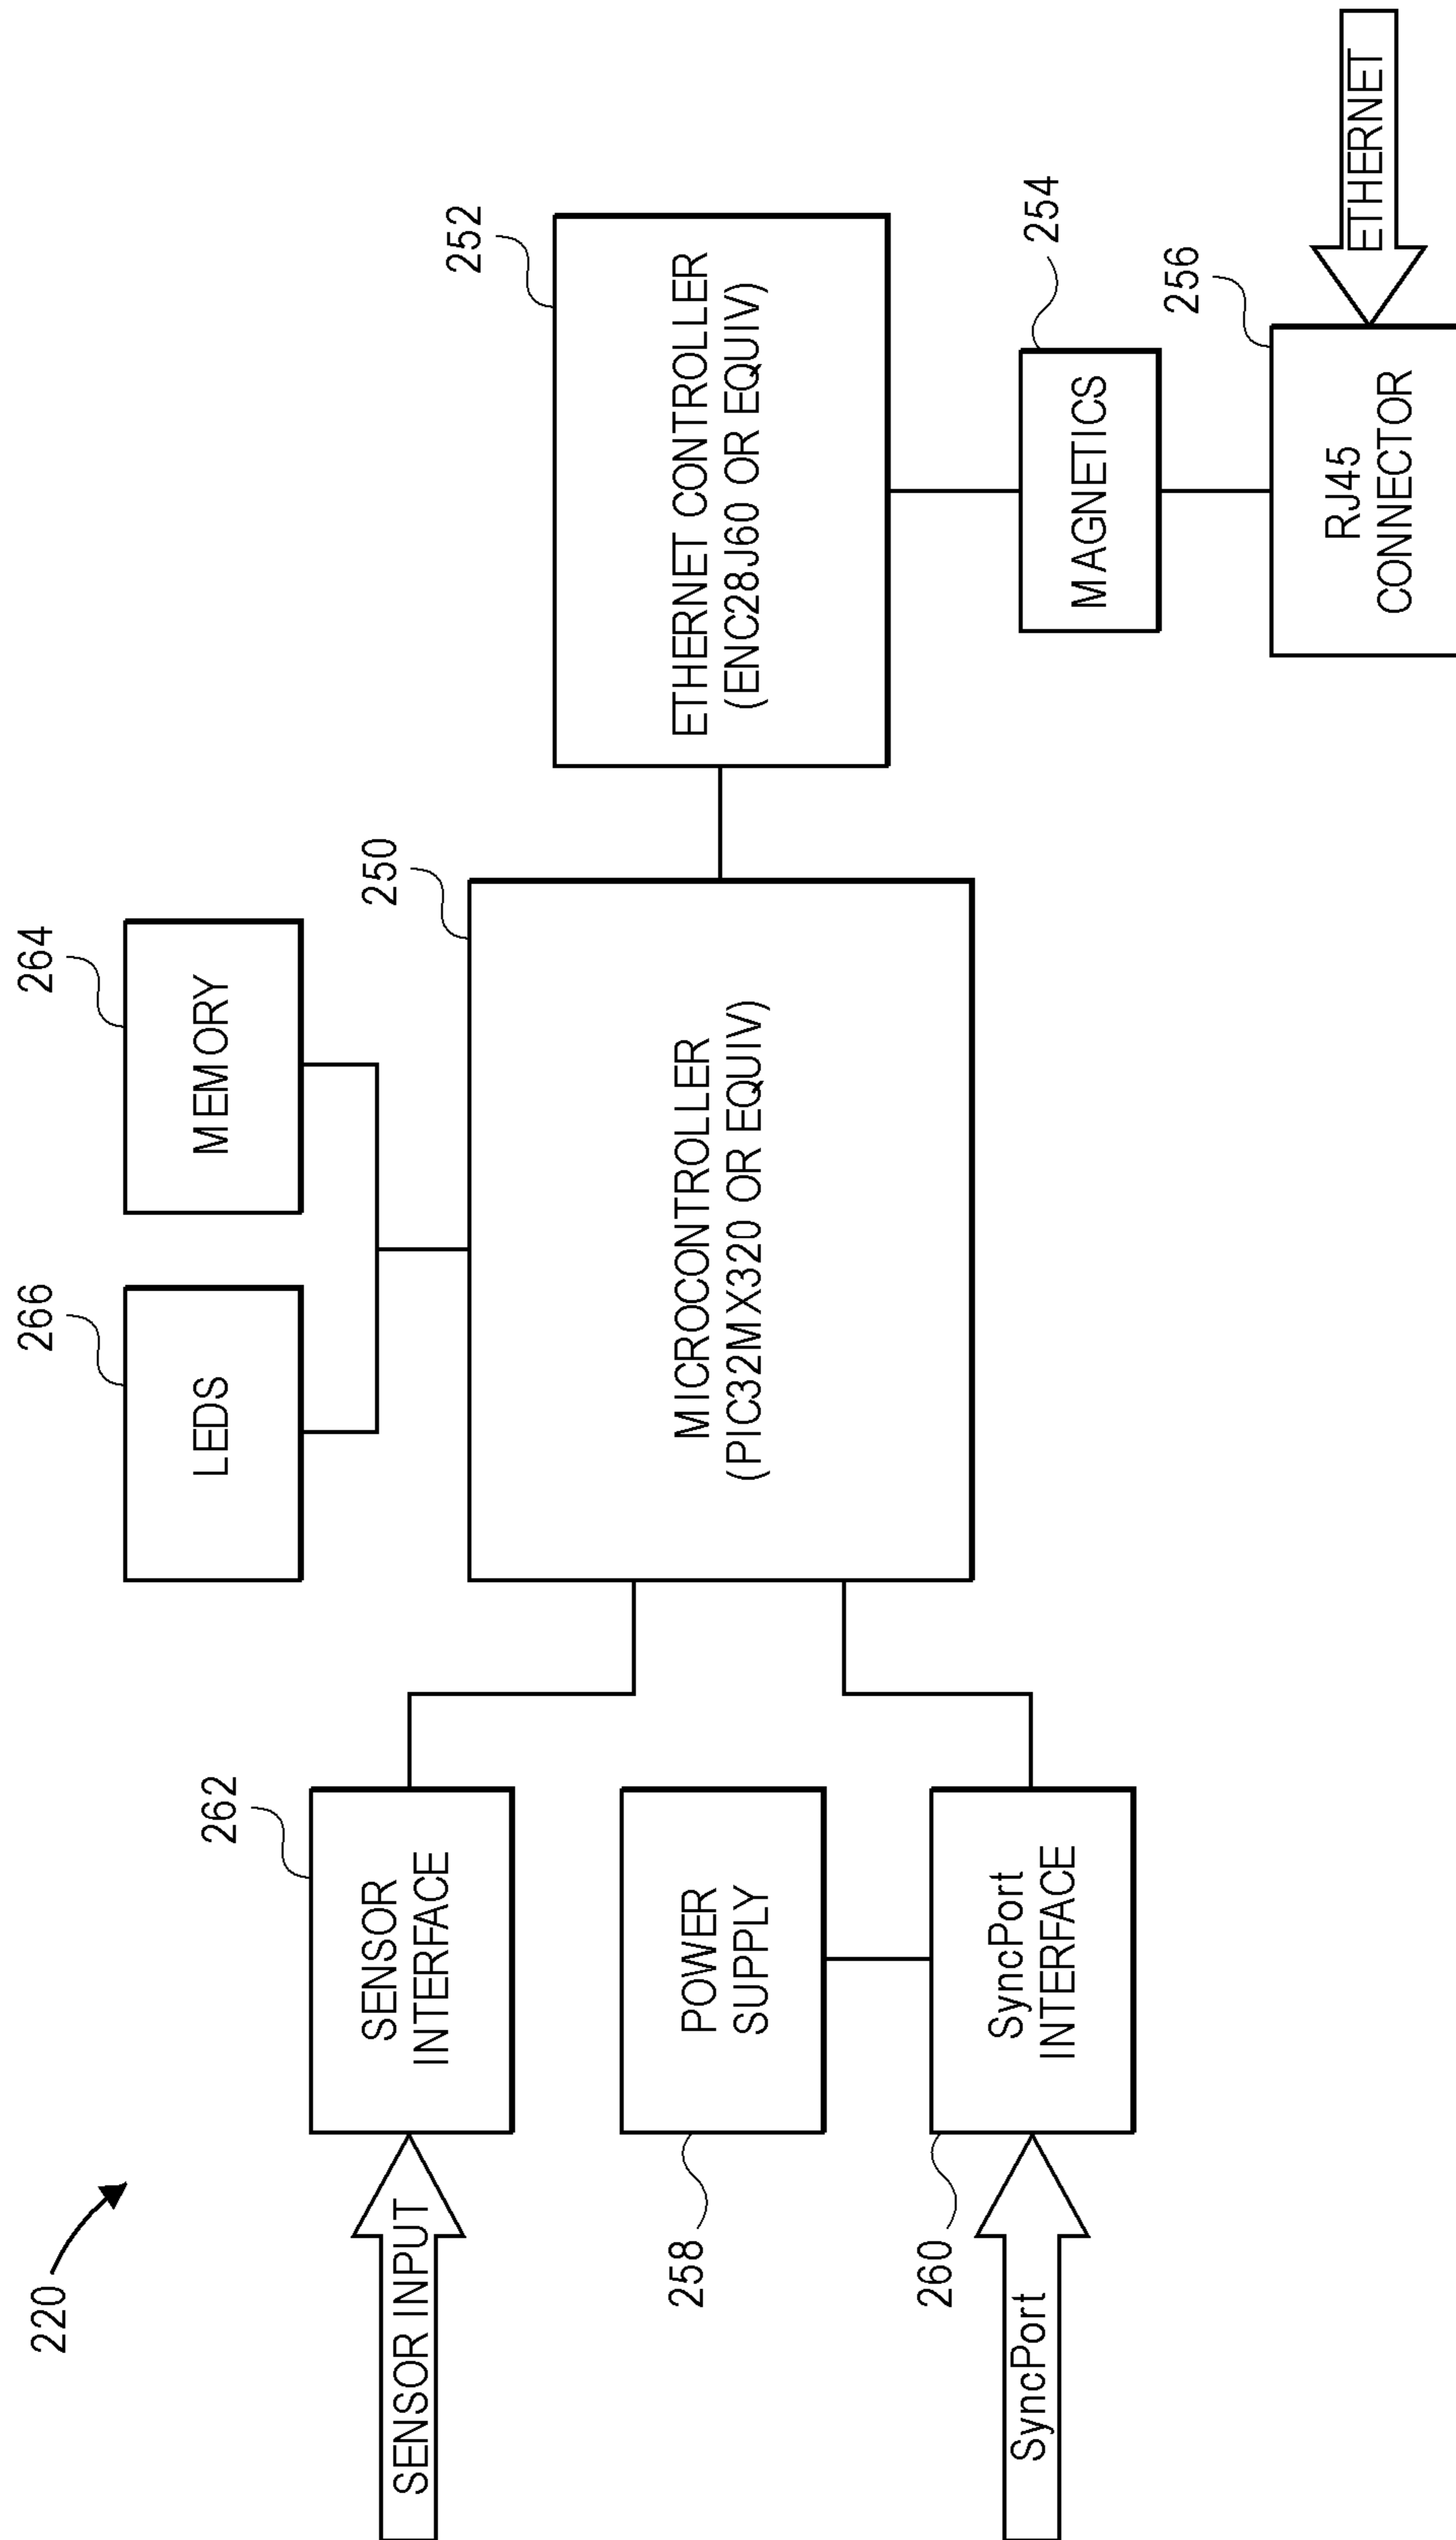 220
266
264
LEDS
MEMORY
262
250
252
SENSOR INPUT
SENSOR
INTERFACE
MICROCONTROLLER
(PIC32MX320 OR EQUIV)
ETHERNET CONTROLLER
(ENC28J60 OR EQUIV)
POWER
SUPPLY
258
254
MAGNETICS
260
SyncPort
SyncPort
INTERFACE
256
RJ45
CONNECTOR
ETHERNET